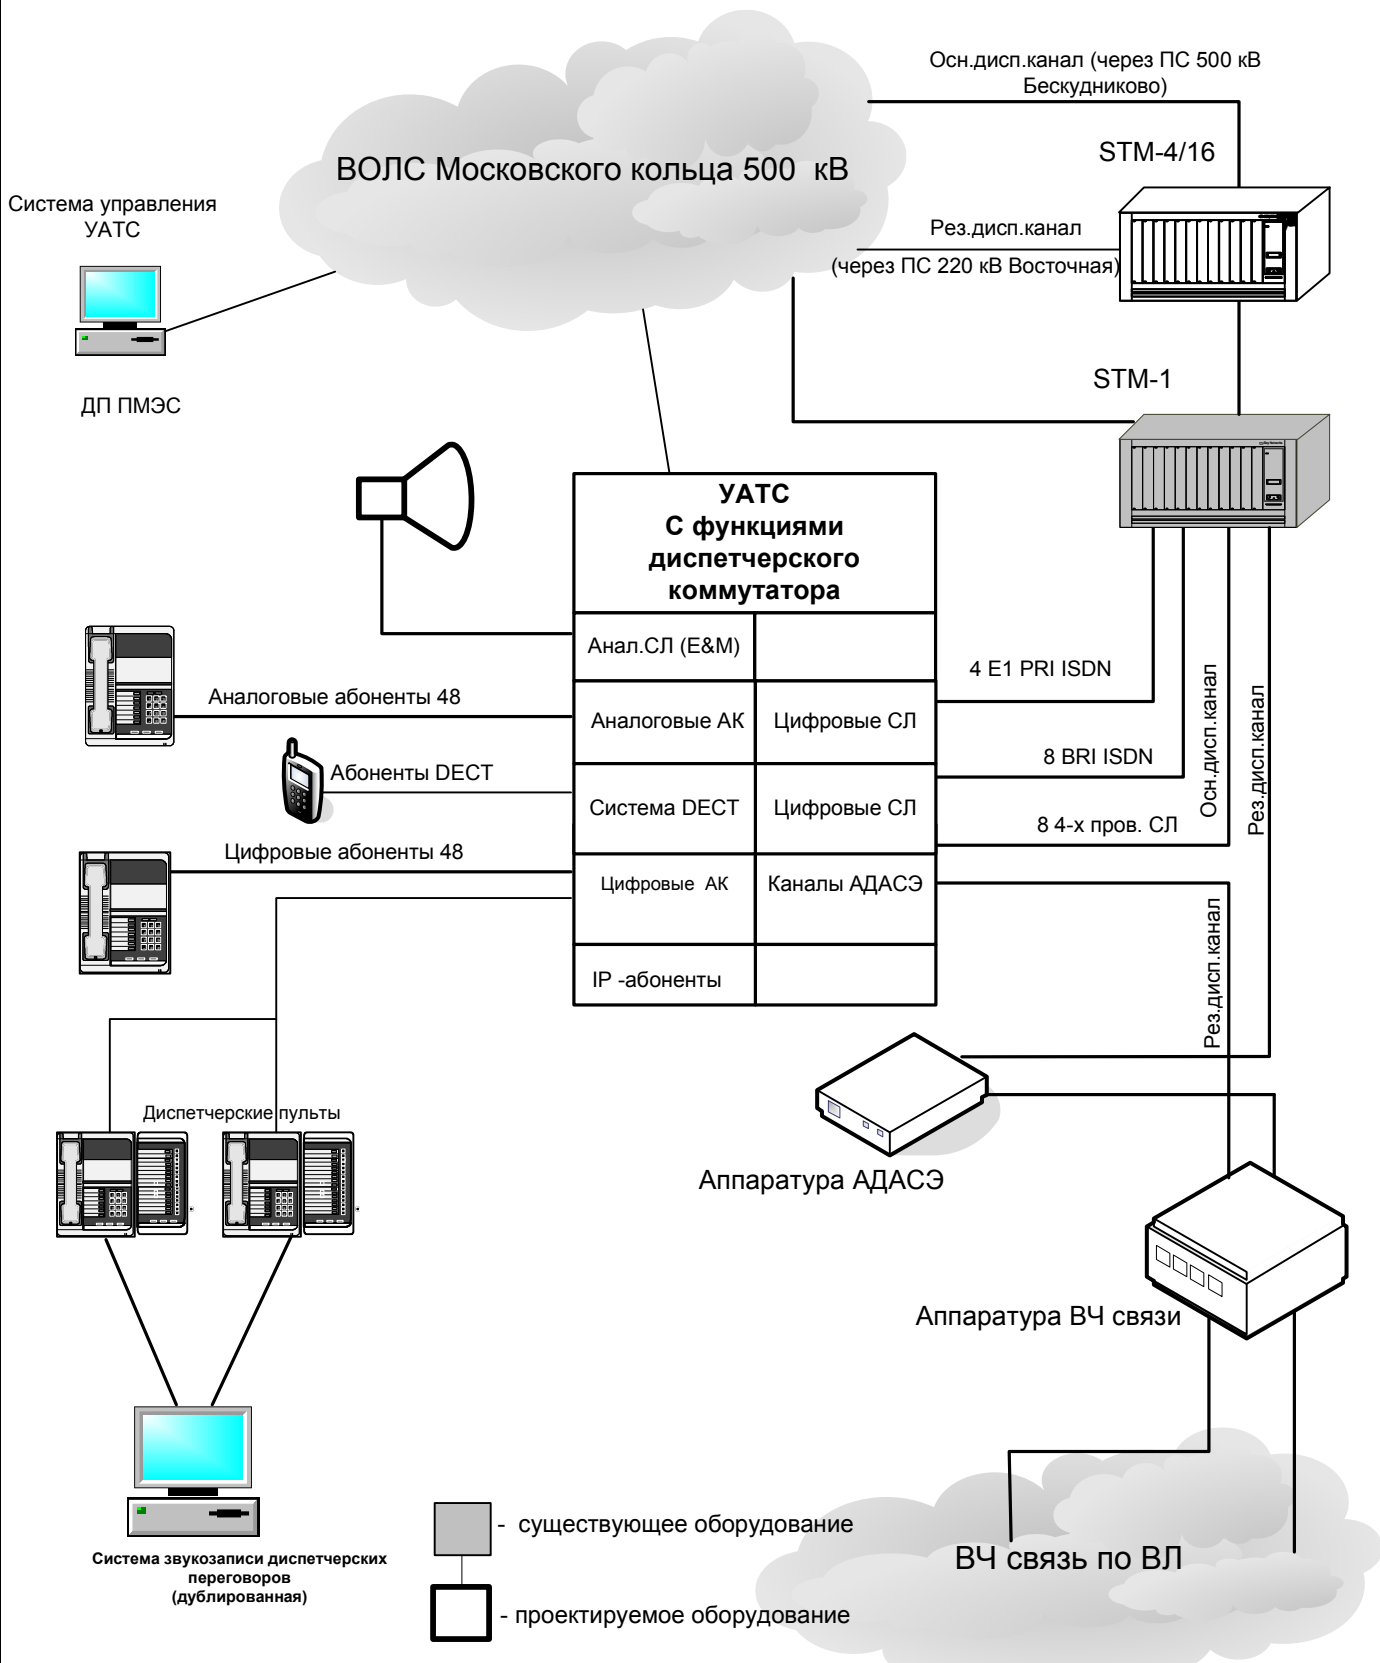 Осн.дисп.канал (через ПС 500 кВ
Бескудниково)
STM-4/16
ВОЛС Московского кольца 500 кВ
Система управления
УАТС
Рез.дисп.канал
(через ПС 220 кВ Восточная)
STM-1
ДП ПМЭС
УАТС
С функциями
диспетчерского
коммутатора
Анал.СЛ (E&M)
4 E1 PRI ISDN
Осн.дисп.канал
Рез.дисп.канал
Аналоговые абоненты 48
Аналоговые АК
Цифровые СЛ
8 BRI ISDN
Абоненты DECT
Система DECT
Цифровые СЛ
8 4-х пров. СЛ
Цифровые абоненты 48
Цифровые АК
Каналы АДАСЭ
Рез.дисп.канал
IP -абоненты
Диспетчерские пульты
Аппаратура АДАСЭ
Аппаратура ВЧ связи
- существующее оборудование
ВЧ связь по ВЛ
Система звукозаписи диспетчерских
переговоров
(дублированная)
- проектируемое оборудование